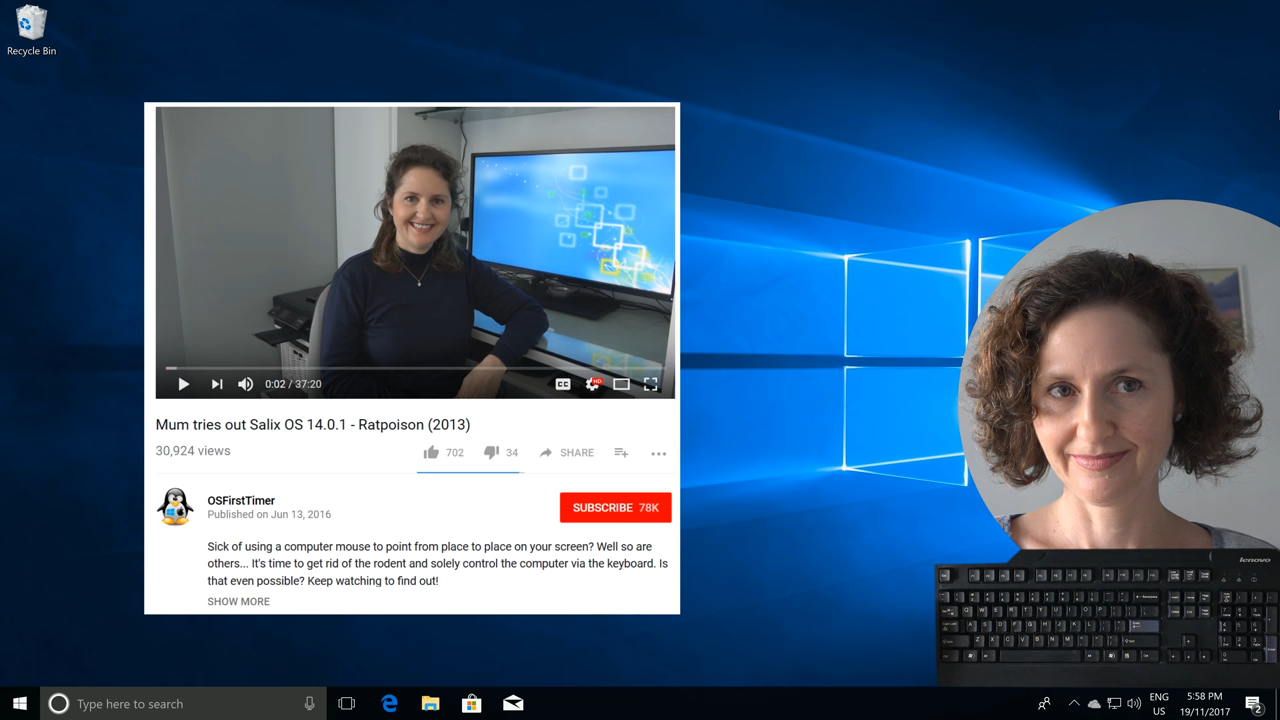 Recycle Bin
0:02 / 37:20
CC
HD
Mum tries out Salix OS 14.0.1 - Ratpoison (2013)
30,924 views
702
34
SHARE
OSFirstTimer
Published on Jun 13, 2016
SUBSCRIBE 78K
Sick of using a computer mouse to point from place to place on your screen? Well so are
others... It's time to get rid of the rodent and solely control the computer via the keyboard. Is
that even possible? Keep watching to find out!
SHOW MORE
lenovo
Q W E R T Y U I O P
A S D F G H J K L
Z X C V B N M
Type here to search
ENG
US
5:58 PM
19/11/2017
2